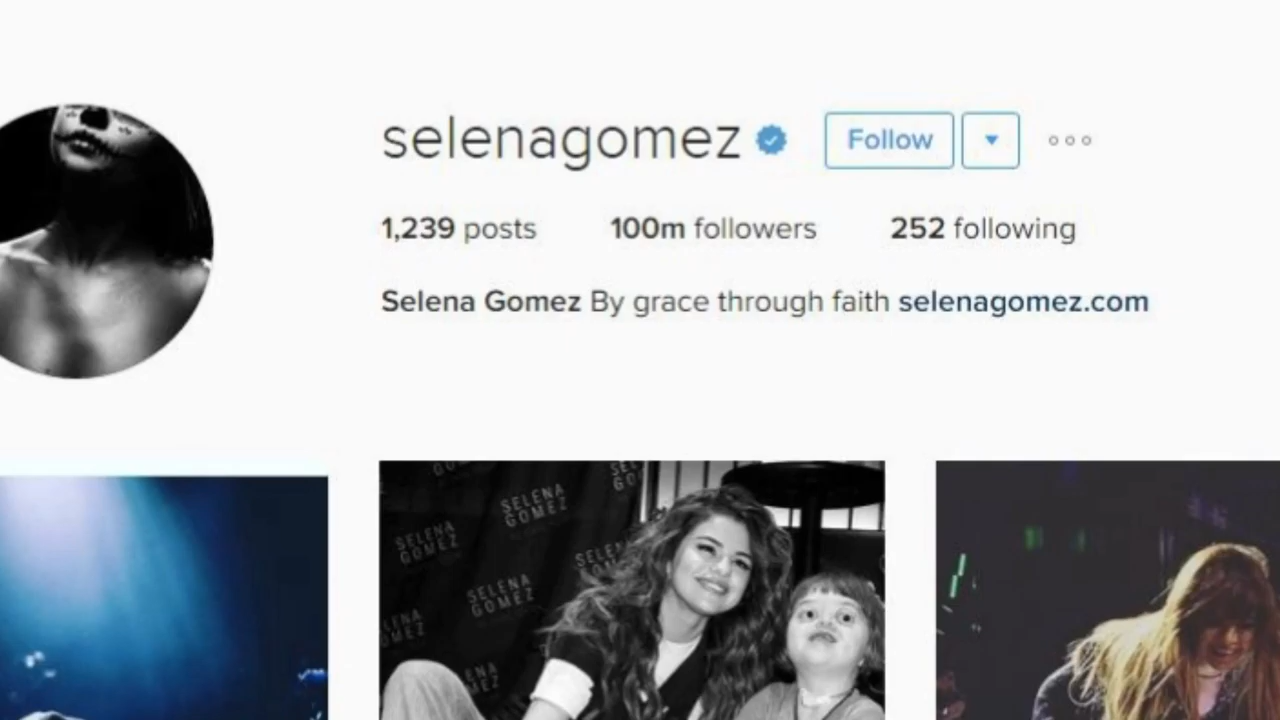 selenagomez Follow
1,239 posts 100m followers 252 following
Selena Gomez By grace through faith selenagomez.com
SELENA
GOMEZ
SELENA
GOMEZ
SELENA
GOMEZ